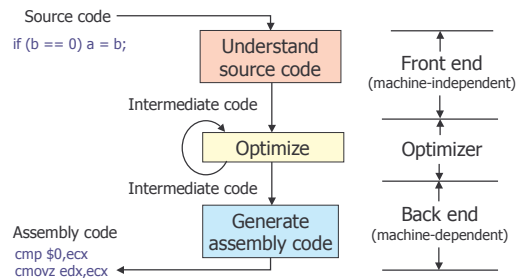 Source code
if (b == 0) a = b;
Understand
source code
Front end
(machine-independent)
Intermediate code
Optimize
Optimizer
Intermediate code
Generate
assembly code
Back end
(machine-dependent)
Assembly code
cmp $0,ecx
cmovz edx,ecx